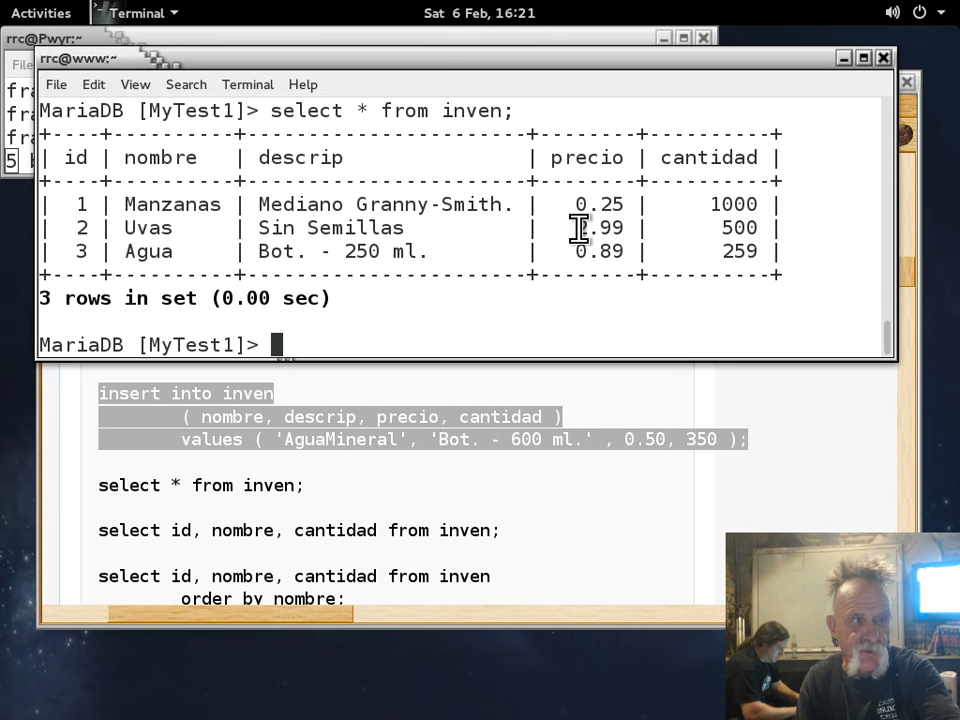 Activities Terminal Sat 6 Feb, 16:21
rrc@Pwyr:~
rrc@www:~
File Edit View Search Terminal Help
MariaDB [MyTest1]> select * from inven;
+----+----------+-----------------------------+--------+----------+
| id | nombre | descrip | precio | cantidad |
+----+----------+-----------------------------+--------+----------+
| 1 | Manzanas | Mediano Granny-Smith. | 0.25 | 1000 |
| 2 | Uvas | Sin Semillas | .99 | 500 |
| 3 | Agua | Bot. - 250 ml. | 0.89 | 259 |
+----+----------+-----------------------------+--------+----------+
3 rows in set (0.00 sec)
MariaDB [MyTest1]>
insert into inven
( nombre, descrip, precio, cantidad )
values ( 'AguaMineral', 'Bot. - 600 ml.' , 0.50, 350 );
select * from inven;
select id, nombre, cantidad from inven;
select id, nombre, cantidad from inven
order by nombre;